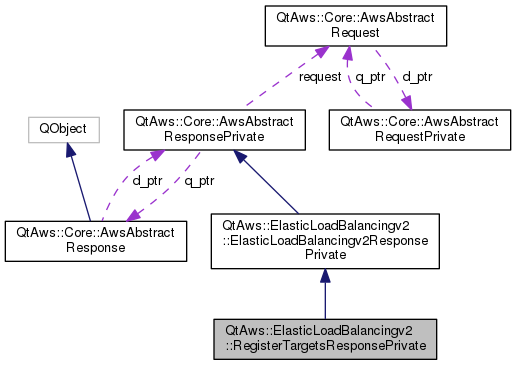 QtAws::Core::AwsAbstract
Request
request
q_ptr
d_ptr
QtAws::Core::AwsAbstract
ResponsePrivate
QtAws::Core::AwsAbstract
RequestPrivate
QObject
d_ptr
q_ptr
QtAws::Core::AwsAbstract
Response
QtAws::ElasticLoadBalancingv2
::ElasticLoadBalancingv2Response
Private
QtAws::ElasticLoadBalancingv2
::RegisterTargetsResponsePrivate